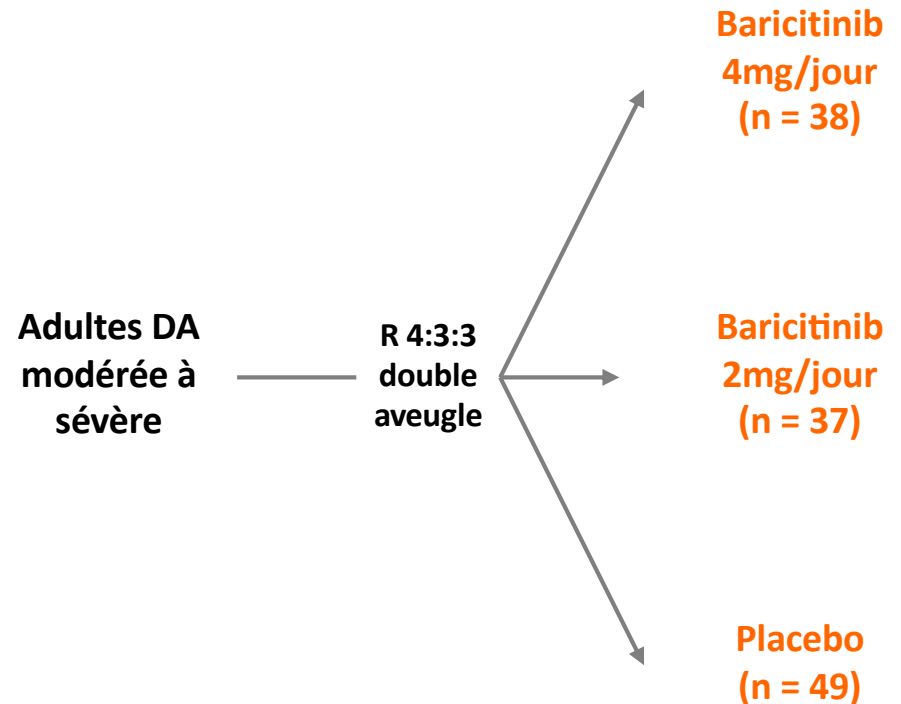 Adultes DA
modérée à
sévère
R 4:3:3
double
aveugle
Baricitinib
4mg/jour
(n = 38)
Baricitinib
2mg/jour
(n = 37)
Placebo
(n = 49)